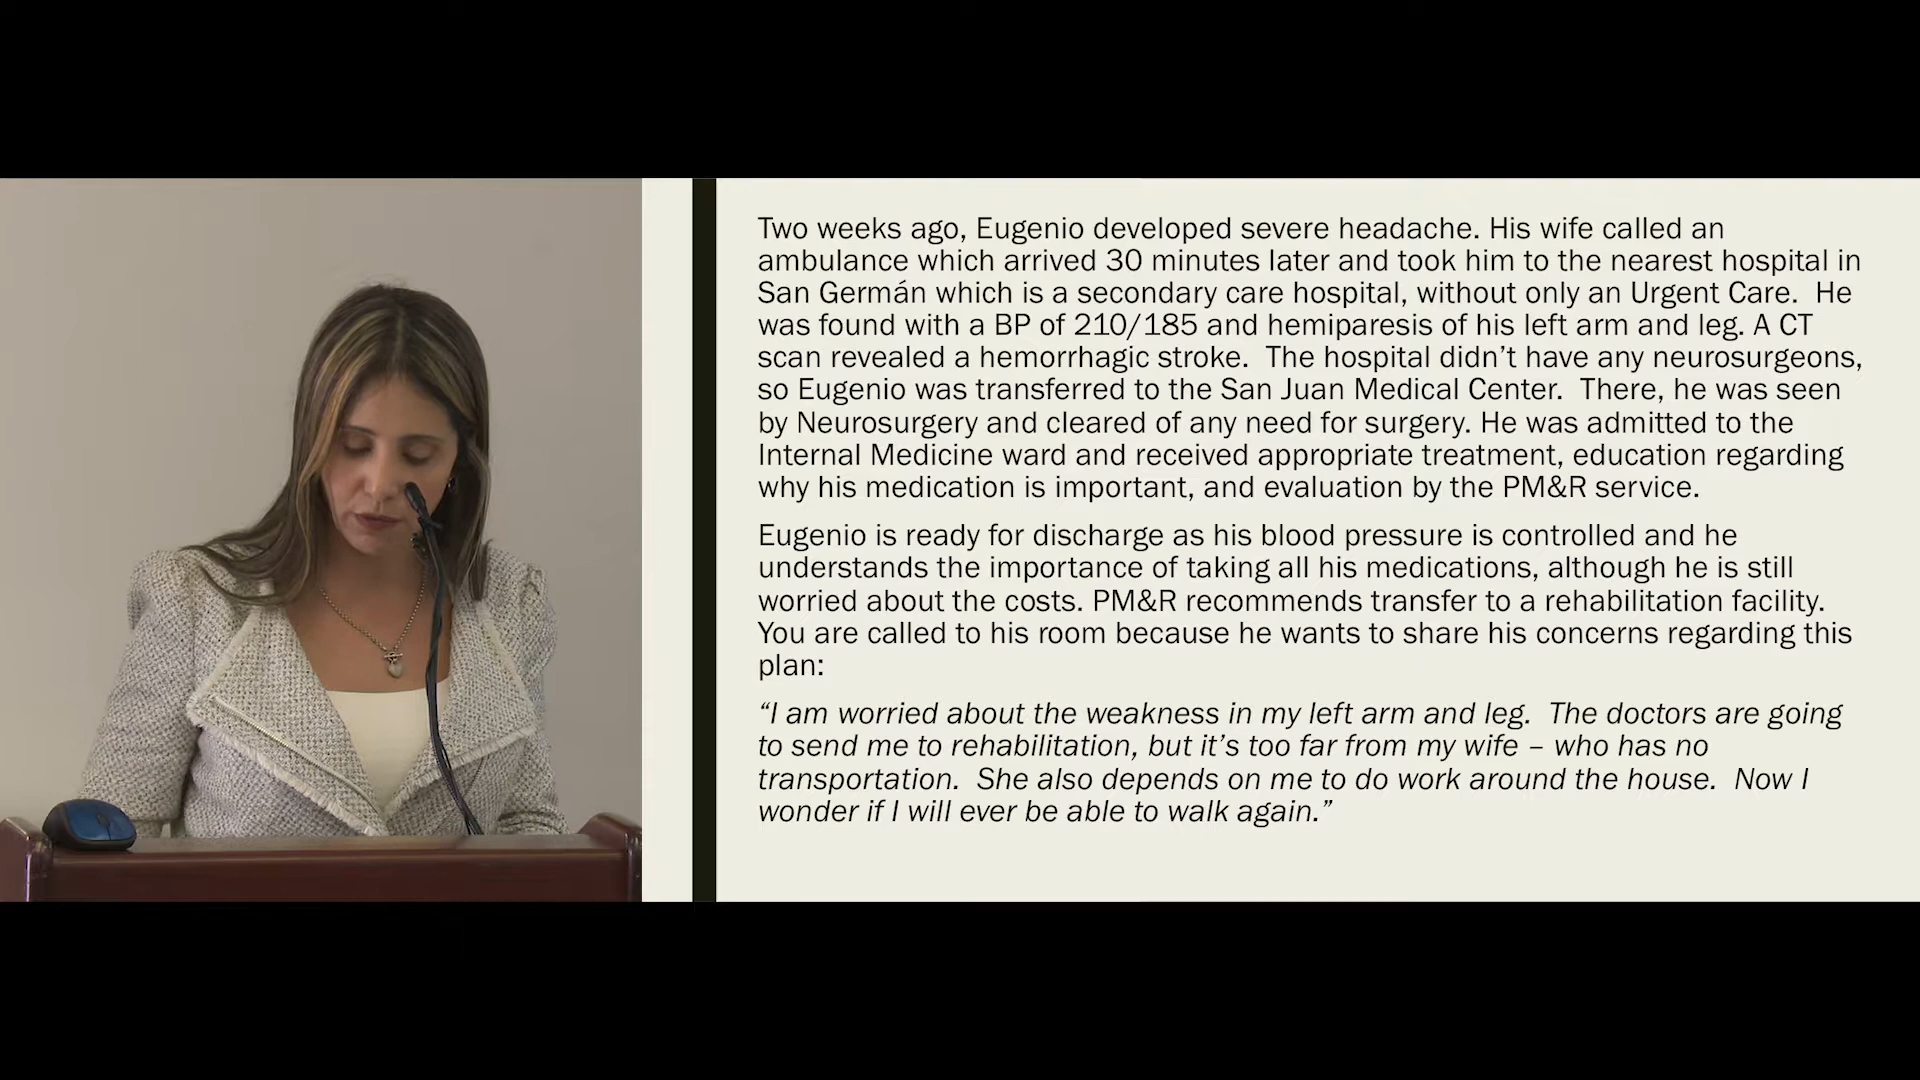 Two weeks ago, Eugenio developed severe headache. His wife called an
ambulance which arrived 30 minutes later and took him to the nearest hospital in
San Germán which is a secondary care hospital, without only an Urgent Care.  He
was found with a BP of 210/185 and hemiparesis of his left arm and leg. A CT
scan revealed a hemorrhagic stroke.  The hospital didn’t have any neurosurgeons,
so Eugenio was transferred to the San Juan Medical Center.  There, he was seen
by Neurosurgery and cleared of any need for surgery. He was admitted to the
Internal Medicine ward and received appropriate treatment, education regarding
why his medication is important, and evaluation by the PM&R service.
Eugenio is ready for discharge as his blood pressure is controlled and he
understands the importance of taking all his medications, although he is still
worried about the costs. PM&R recommends transfer to a rehabilitation facility.
You are called to his room because he wants to share his concerns regarding this
plan:
“I am worried about the weakness in my left arm and leg.  The doctors are going
to send me to rehabilitation, but it’s too far from my wife – who has no
transportation.  She also depends on me to do work around the house.  Now I
wonder if I will ever be able to walk again.”